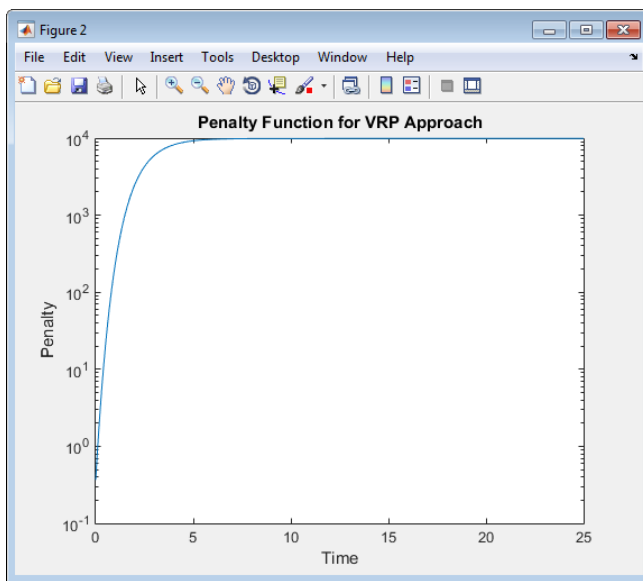 Figure 2
File Edit View Insert Tools Desktop Window Help
Penalty Function for VRP Approach
10^4
10^3
10^2
10^1
10^0
10^-1
Penalty
0 5 10 15 20 25
Time